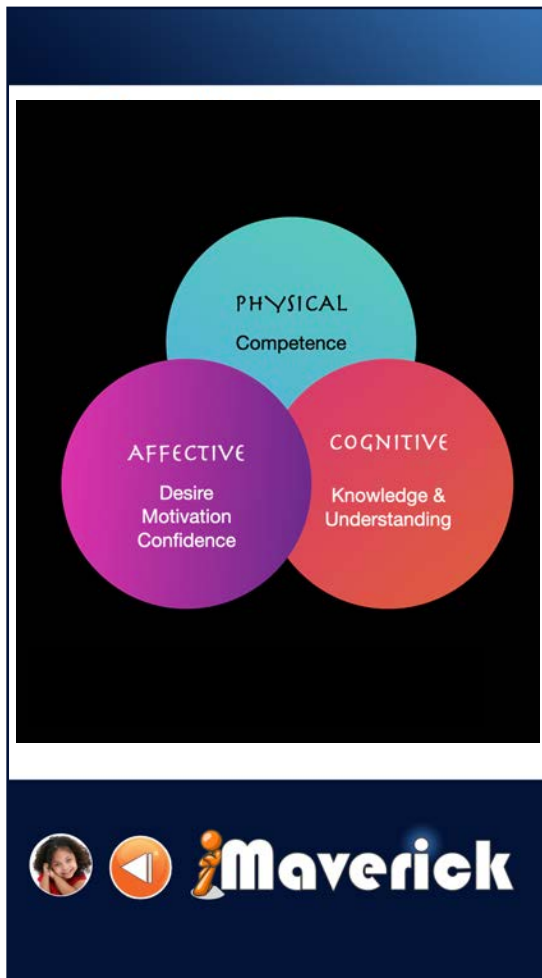 PHYSICAL
Competence
AFFECTIVE
Desire
Motivation
Confidence
COGNITIVE
Knowledge &
Understanding
iMaverick